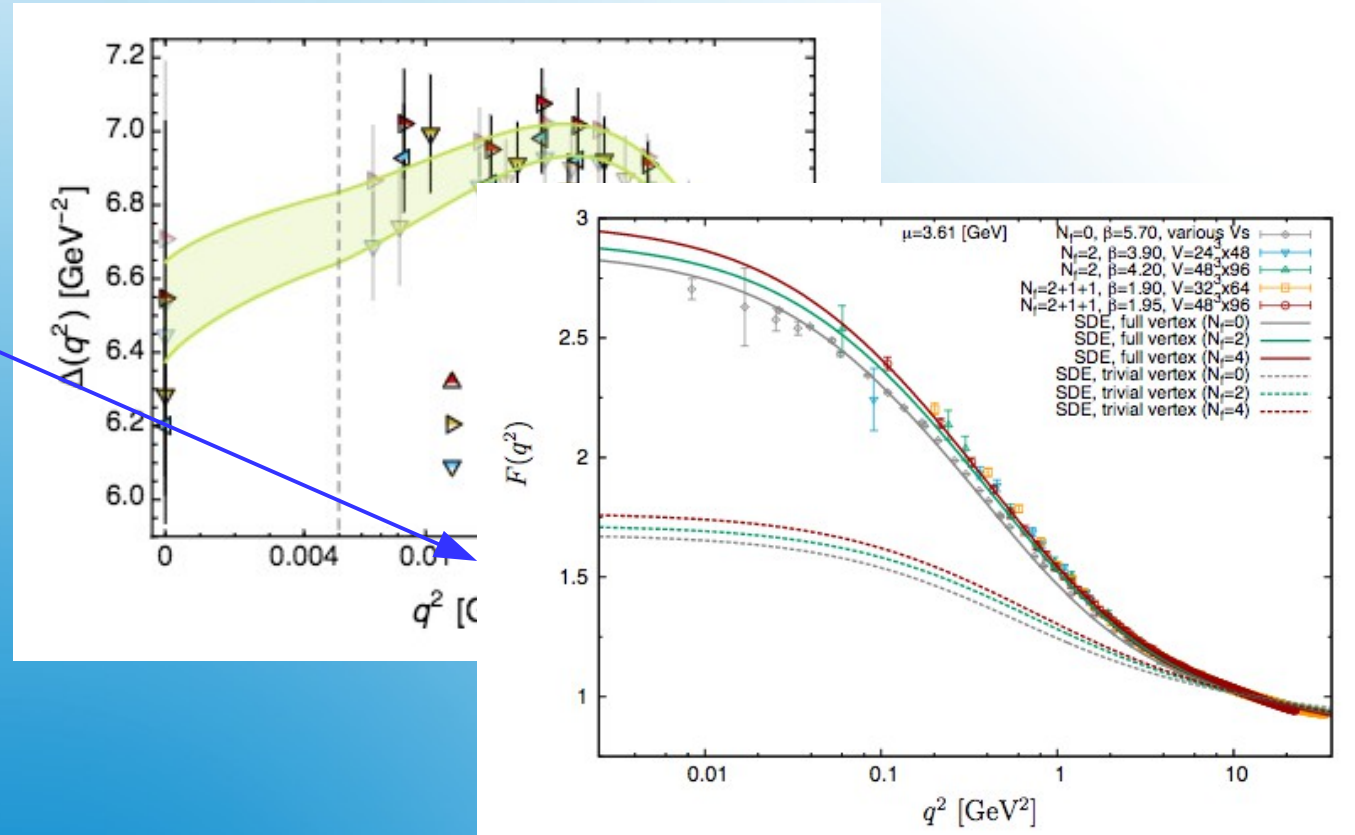 7.2
7.0
6.8
6.6
6.4
6.2
6.0
Δ(q²) [GeV⁻²]
0
0.004
q² [
3
2.5
2
1.5
1
F(q²)
μ=3.61 [GeV]
N_f=0, β=5.70, various Vs
N_f=2, β=3.90, V=24³x48
N_f=2, β=4.20, V=48³x96
N_f=2+1+1, β=1.90, V=32³x64
N_f=2+1+1, β=1.95, V=48³x96
SDE, full vertex (N_f=0)
SDE, full vertex (N_f=2)
SDE, full vertex (N_f=4)
SDE, trivial vertex (N_f=0)
SDE, trivial vertex (N_f=2)
SDE, trivial vertex (N_f=4)
0.01
0.1
1
10
q² [GeV²]